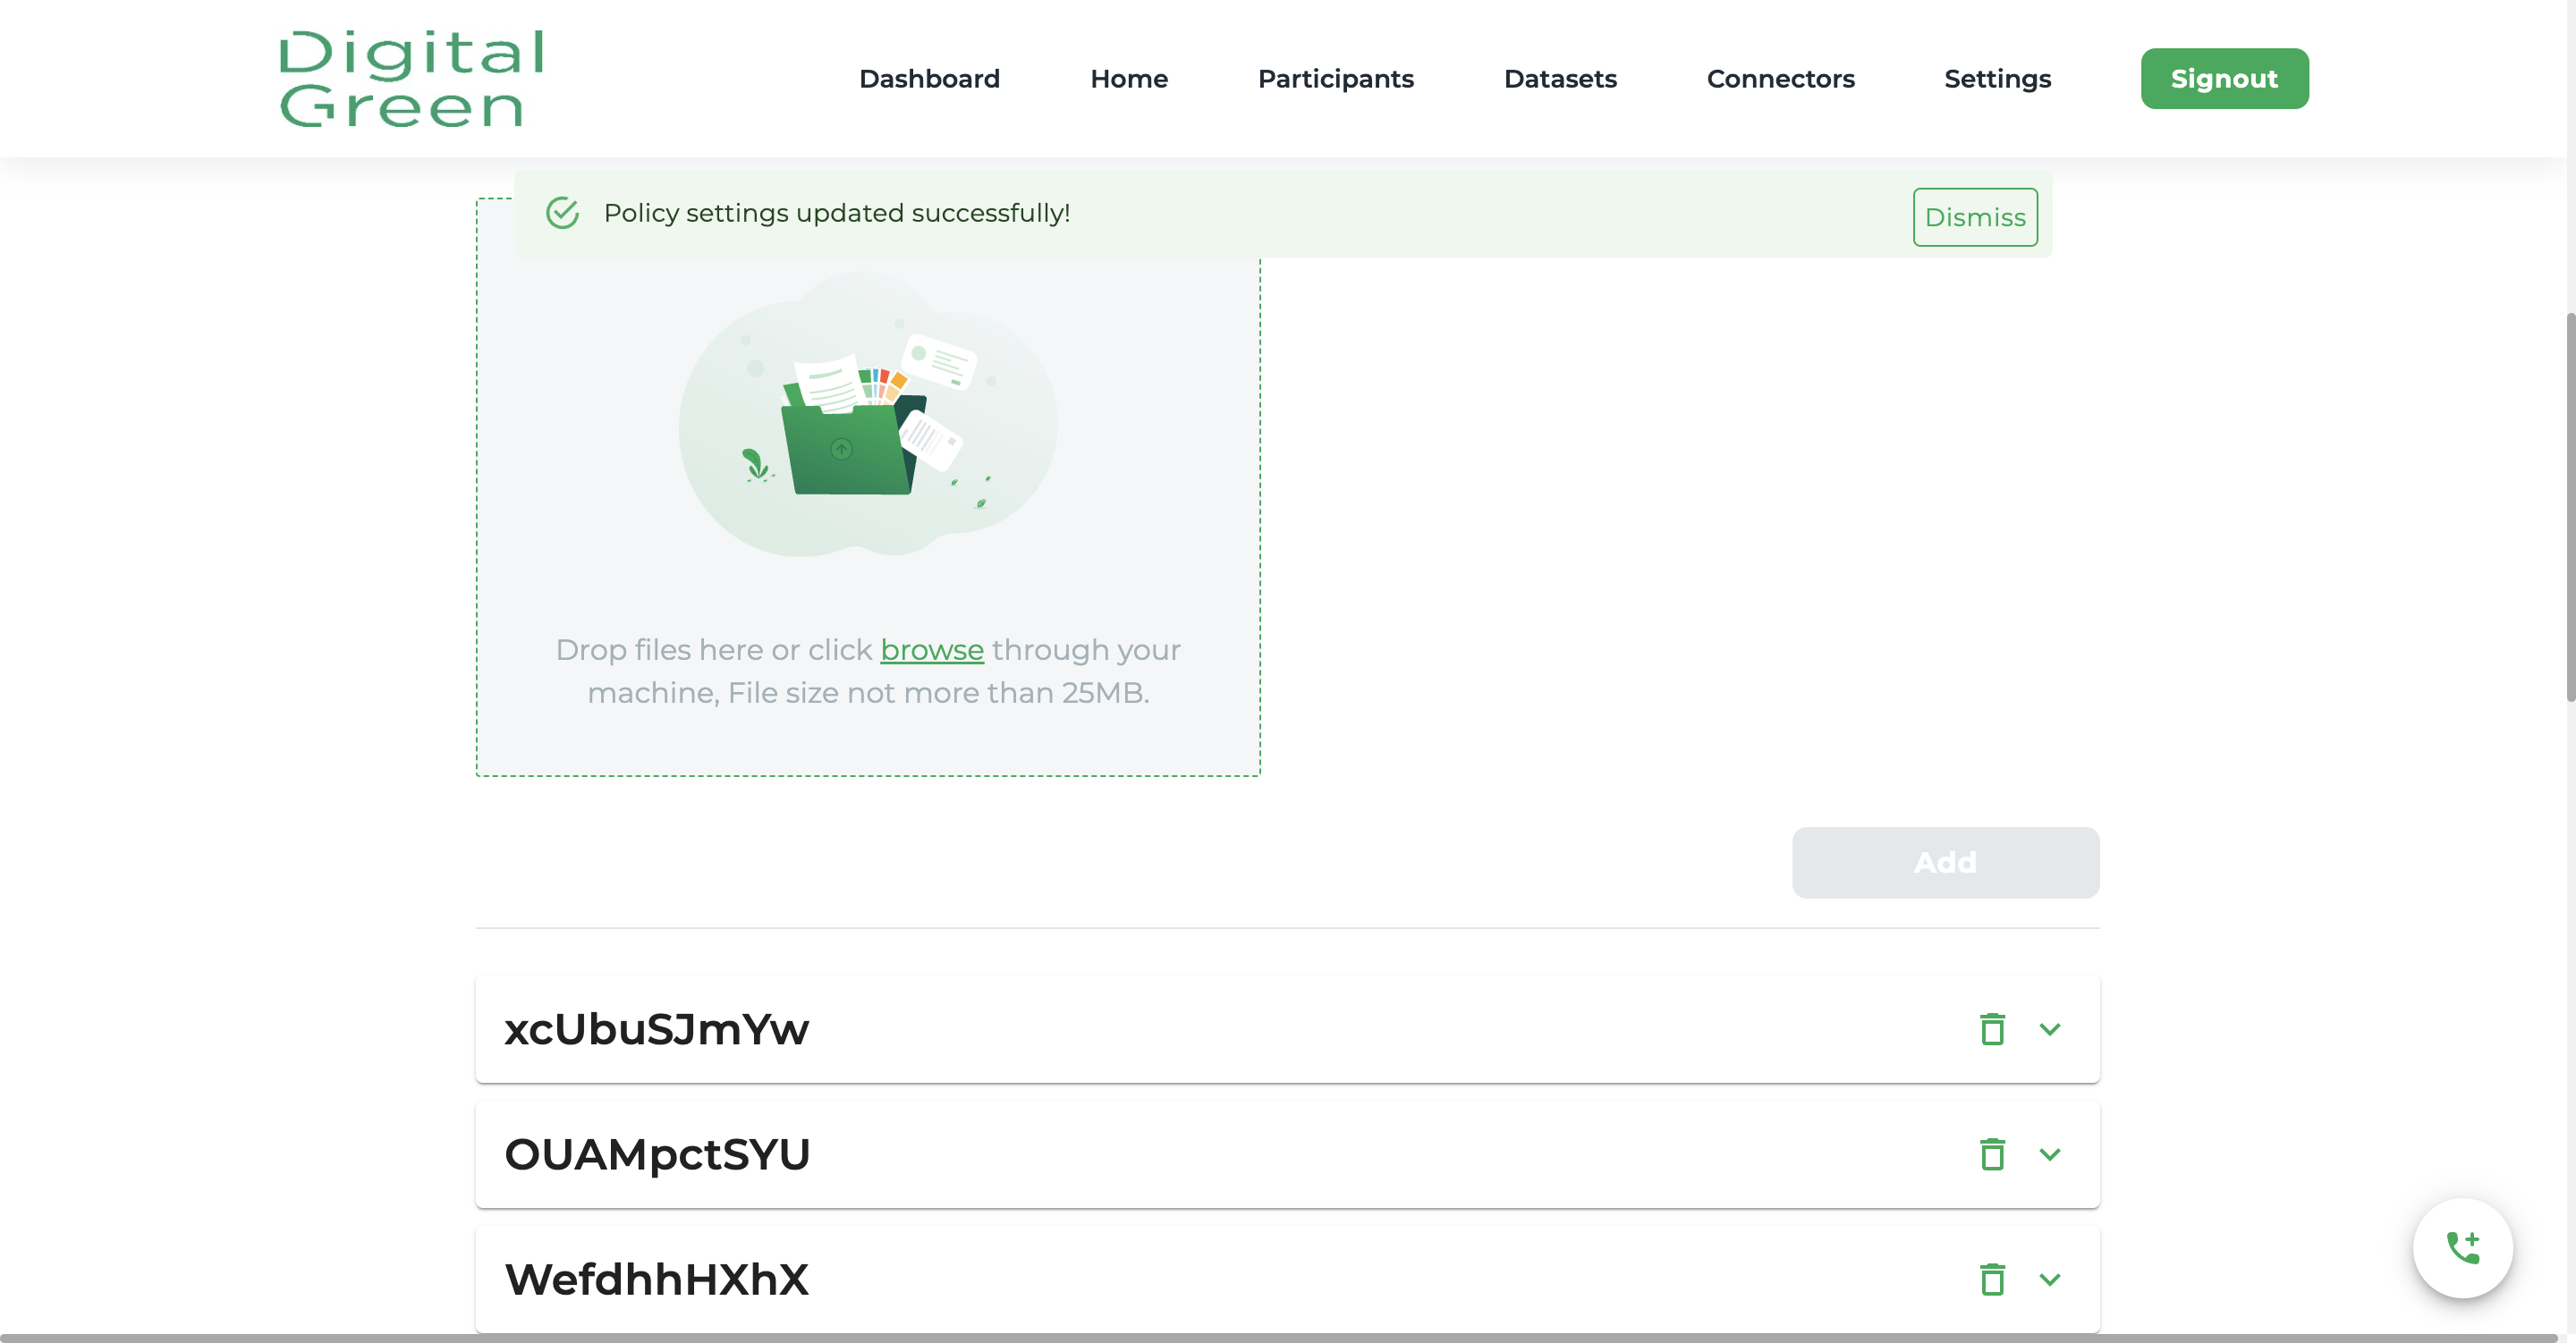 Digital
Green
Dashboard Home Participants Datasets Connectors Settings Signout
Policy settings updated successfully! Dismiss
Drop files here or click browse through your
machine, File size not more than 25MB.
Add
xcUbuSJmYw
OUAMpctSYU
WefdhhHXhX